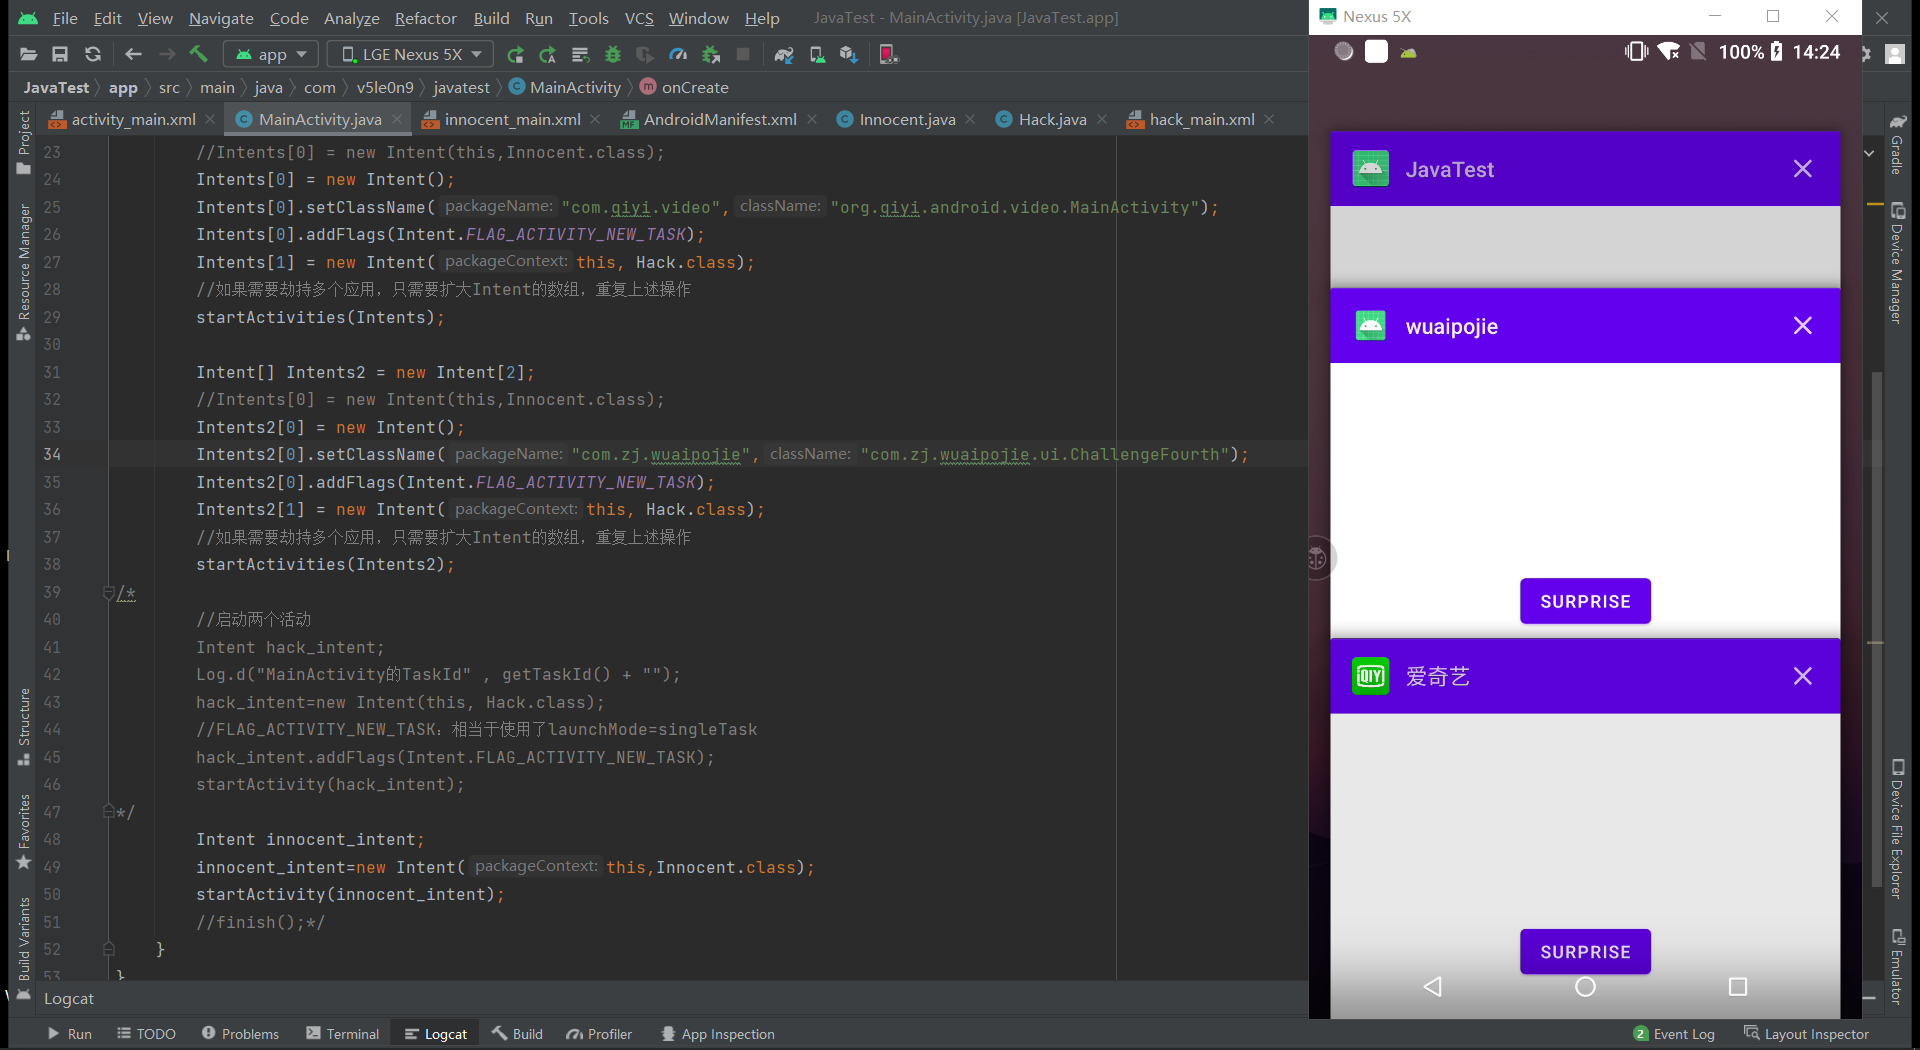 File Edit View Navigate Code Analyze Refactor Build Run Tools VCS Window Help JavaTest - MainActivity.java [JavaTest.app]
app LGE Nexus 5X
JavaTest app src main java com v5le0n9 javatest MainActivity onCreate
activity_main.xml MainActivity.java innocent_main.xml AndroidManifest.xml Innocent.java Hack.java hack_main.xml
23 //Intents[0] = new Intent(this,Innocent.class);
24 Intents[0] = new Intent();
25 Intents[0].setClassName( packageName: "com.qiyi.video", className: "org.qiyi.android.video.MainActivity");
26 Intents[0].addFlags(Intent.FLAG_ACTIVITY_NEW_TASK);
27 Intents[1] = new Intent( packageContext: this, Hack.class);
28 //如果需要劫持多个应用，只需要扩大Intent的数组，重复上述操作
29 startActivities(Intents);
30
31 Intent[] Intents2 = new Intent[2];
32 //Intents[0] = new Intent(this,Innocent.class);
33 Intents2[0] = new Intent();
34 Intents2[0].setClassName( packageName: "com.zj.wuaipojie", className: "com.zj.wuaipojie.ui.ChallengeFourth");
35 Intents2[0].addFlags(Intent.FLAG_ACTIVITY_NEW_TASK);
36 Intents2[1] = new Intent( packageContext: this, Hack.class);
37 //如果需要劫持多个应用，只需要扩大Intent的数组，重复上述操作
38 startActivities(Intents2);
39 /*
40 //启动两个活动
41 Intent hack_intent;
42 Log.d("MainActivity的TaskId" , getTaskId() + "");
43 hack_intent=new Intent(this, Hack.class);
44 //FLAG_ACTIVITY_NEW_TASK：相当于使用了launchMode=singleTask
45 hack_intent.addFlags(Intent.FLAG_ACTIVITY_NEW_TASK);
46 startActivity(hack_intent);
47 */
48 Intent innocent_intent;
49 innocent_intent=new Intent( packageContext: this,Innocent.class);
50 startActivity(innocent_intent);
51 //finish();*/
52 }
53 }
Project
Resource Manager
Structure
Favorites
Build Variants
Logcat
Run TODO Problems Terminal Logcat Build Profiler App Inspection
2 Event Log Layout Inspector
Nexus 5X
100% 14:24
JavaTest
wuaipojie
SURPRISE
QIY 爱奇艺
SURPRISE
Gradle
Device Manager
Device File Explorer
Emulator